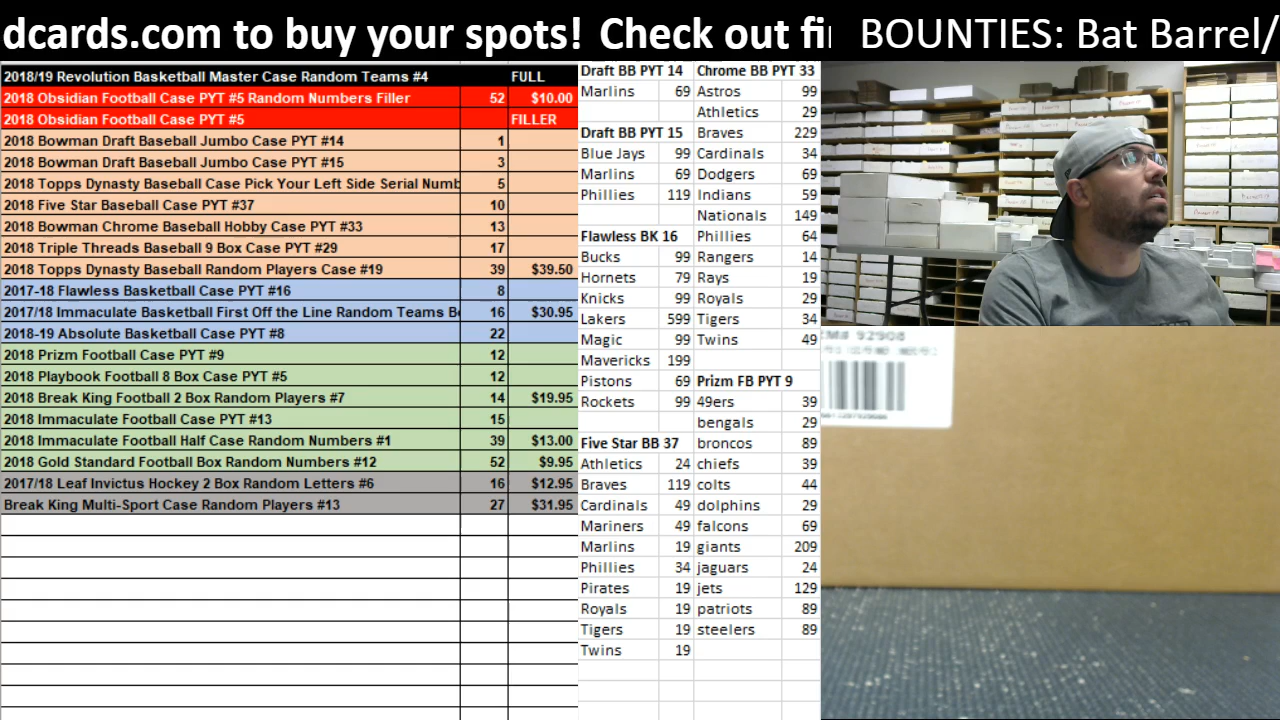 dcards.com to buy your spots!  Check out fi
BOUNTIES: Bat Barrel/
2018/19 Revolution Basketball Master Case Random Teams #4 FULL
2018 Obsidian Football Case PYT #5 Random Numbers Filler 52 $10.00
2018 Obsidian Football Case PYT #5 FILLER
2018 Bowman Draft Baseball Jumbo Case PYT #14 1
2018 Bowman Draft Baseball Jumbo Case PYT #15 3
2018 Topps Dynasty Baseball Case Pick Your Left Side Serial Numb 5
2018 Five Star Baseball Case PYT #37 10
2018 Bowman Chrome Baseball Hobby Case PYT #33 13
2018 Triple Threads Baseball 9 Box Case PYT #29 17
2018 Topps Dynasty Baseball Random Players Case #19 39 $39.50
2017-18 Flawless Basketball Case PYT #16 8
2017/18 Immaculate Basketball First Off the Line Random Teams Bo 16 $30.95
2018-19 Absolute Basketball Case PYT #8 22
2018 Prizm Football Case PYT #9 12
2018 Playbook Football 8 Box Case PYT #5 12
2018 Break King Football 2 Box Random Players #7 14 $19.95
2018 Immaculate Football Case PYT #13 15
2018 Immaculate Football Half Case Random Numbers #1 39 $13.00
2018 Gold Standard Football Box Random Numbers #12 52 $9.95
2017/18 Leaf Invictus Hockey 2 Box Random Letters #6 16 $12.95
Break King Multi-Sport Case Random Players #13 27 $31.95
Draft BB PYT 14
Marlins 69
Draft BB PYT 15
Blue Jays 99
Marlins 69
Phillies 119
Flawless BK 16
Bucks 99
Hornets 79
Knicks 99
Lakers 599
Magic 99
Mavericks 199
Pistons 69
Rockets 99
Five Star BB 37
Athletics 24
Braves 119
Cardinals 49
Mariners 49
Marlins 19
Phillies 34
Pirates 19
Royals 19
Tigers 19
Twins 19
Chrome BB PYT 33
Astros 99
Athletics 29
Braves 229
Cardinals 34
Dodgers 69
Indians 59
Nationals 149
Phillies 64
Rangers 14
Rays 19
Royals 29
Tigers 34
Twins 49
Prizm FB PYT 9
49ers 39
bengals 29
broncos 89
chiefs 39
colts 44
dolphins 29
falcons 69
giants 209
jaguars 24
jets 129
patriots 89
steelers 89
92908